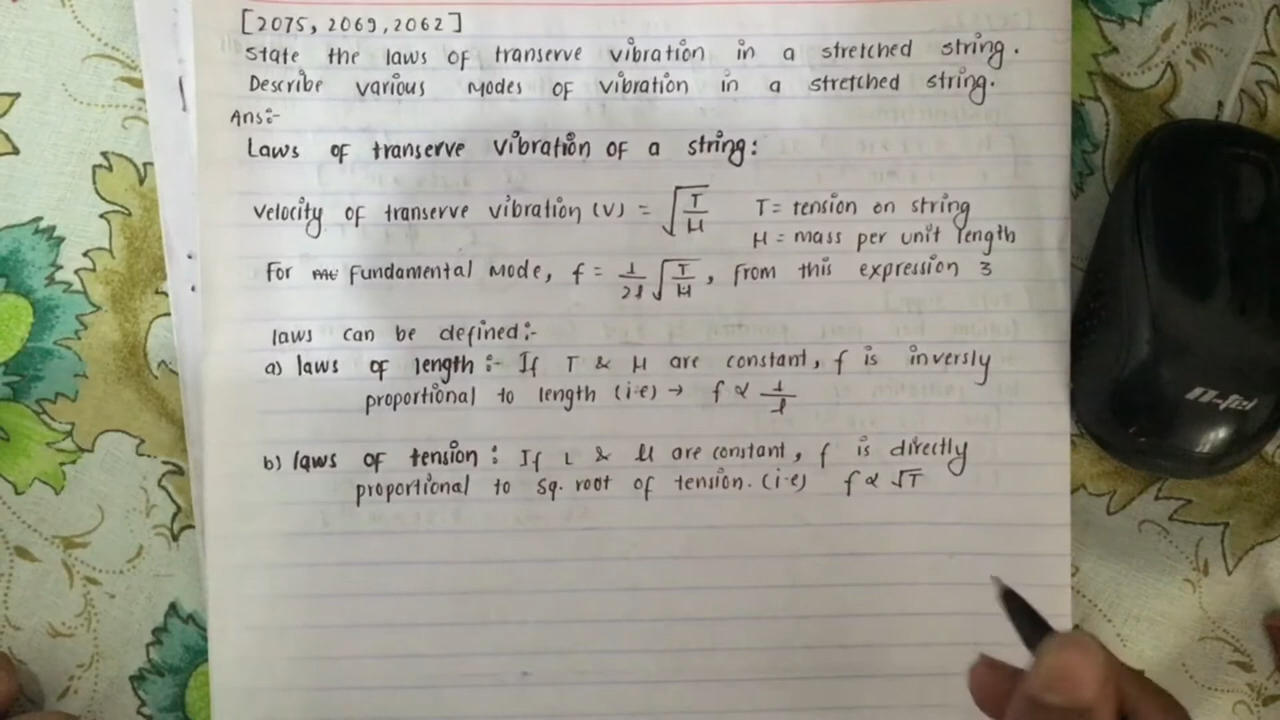 [2075, 2069, 2062]
State the laws of transerve vibration in a stretched string.
Describe various Modes of vibration in a stretched string.
Ans:-
Laws of transerve vibration of a string:
Velocity of transerve vibration (V) = √(T/μ) T = tension on string
μ = mass per unit length
For fundamental Mode, f = 1/2l √(T/μ), from this expression 3
laws can be defined:-
a) laws of length :- If T & μ are constant, f is inversly
proportional to length (i.e) → f ∝ 1/l
b) laws of tension : If L & μ are constant, f is directly
proportional to sq. root of tension. (i.e) f ∝ √T